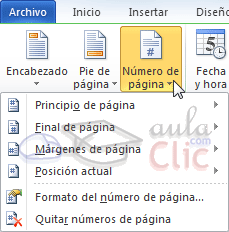 Archivo Inicio Insertar Diseño
Encabezado Pie de página Número de página Fecha y hora
#
5
Principio de página
Final de página
Márgenes de página
Posición actual
Formato del número de página...
Quitar números de página
aula
.com
Clic